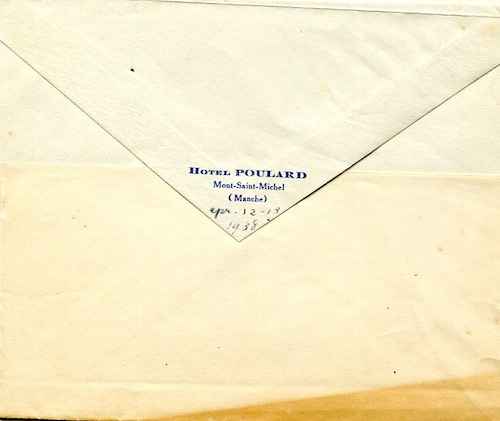 HOTEL POULARD
Mont-Saint-Michel
(Manche)
apr. 12-13
1938